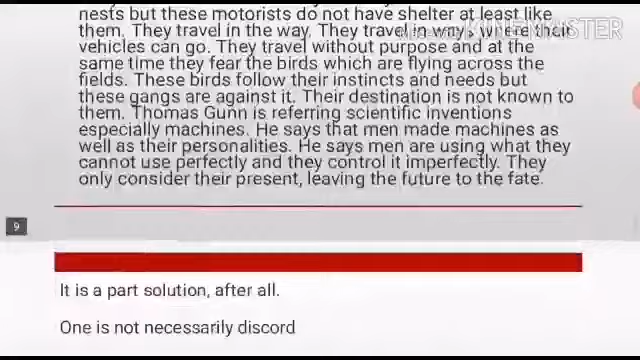 nests but these motorists do not have shelter at least like
them. They travel in the way. They travel in ways where their
vehicles can go. They travel without purpose and at the
same time they fear the birds which are flying across the
fields. These birds follow their instincts and needs but
these gangs are against it. Their destination is not known to
them. Thomas Gunn is referring scientific inventions
especially machines. He says that men made machines as
well as their personalities. He says men are using what they
cannot use perfectly and they control it imperfectly. They
only consider their present, leaving the future to the fate.
9
It is a part solution, after all.
One is not necessarily discord